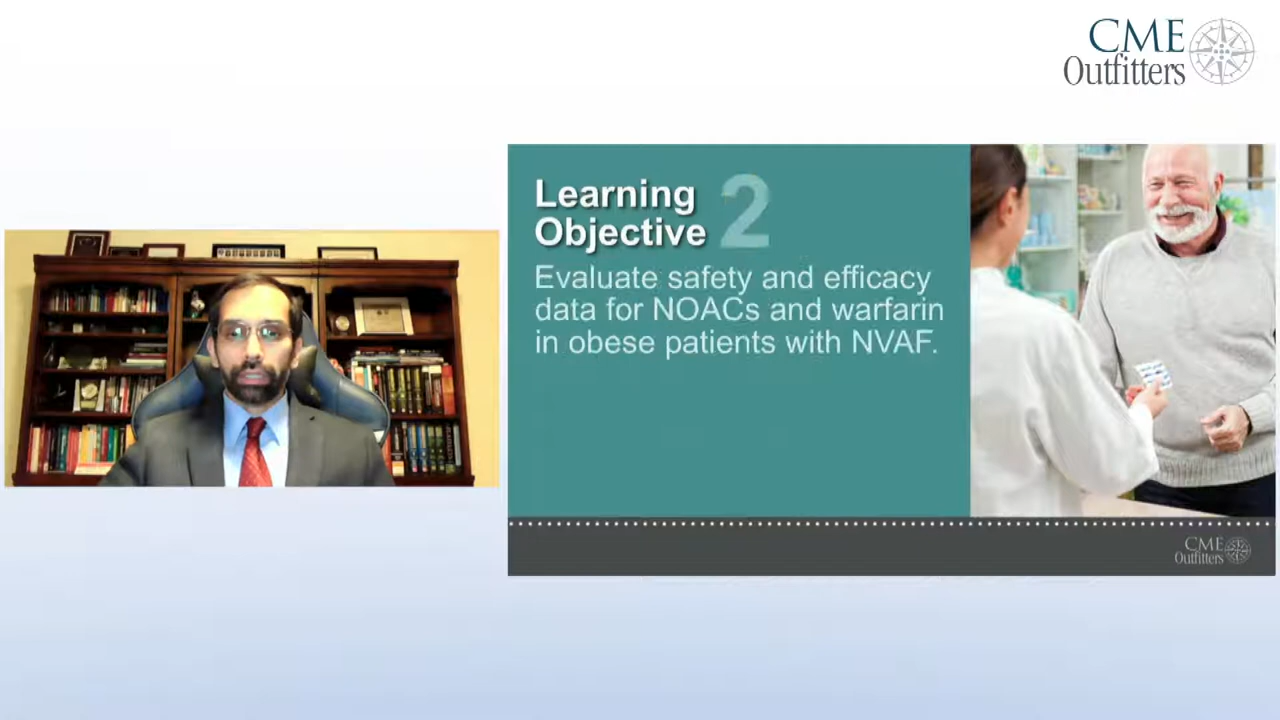 CME
Outfitters
Learning
Objective 2
Evaluate safety and efficacy
data for NOACs and warfarin
in obese patients with NVAF.
CME
Outfitters